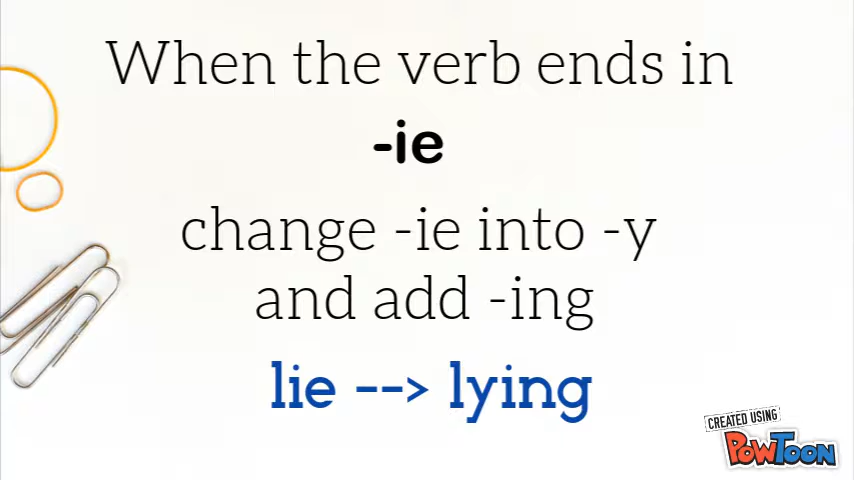 When the verb ends in
-ie
change -ie into -y
and add -ing
lie --> lying
CREATED USING
POWTOON